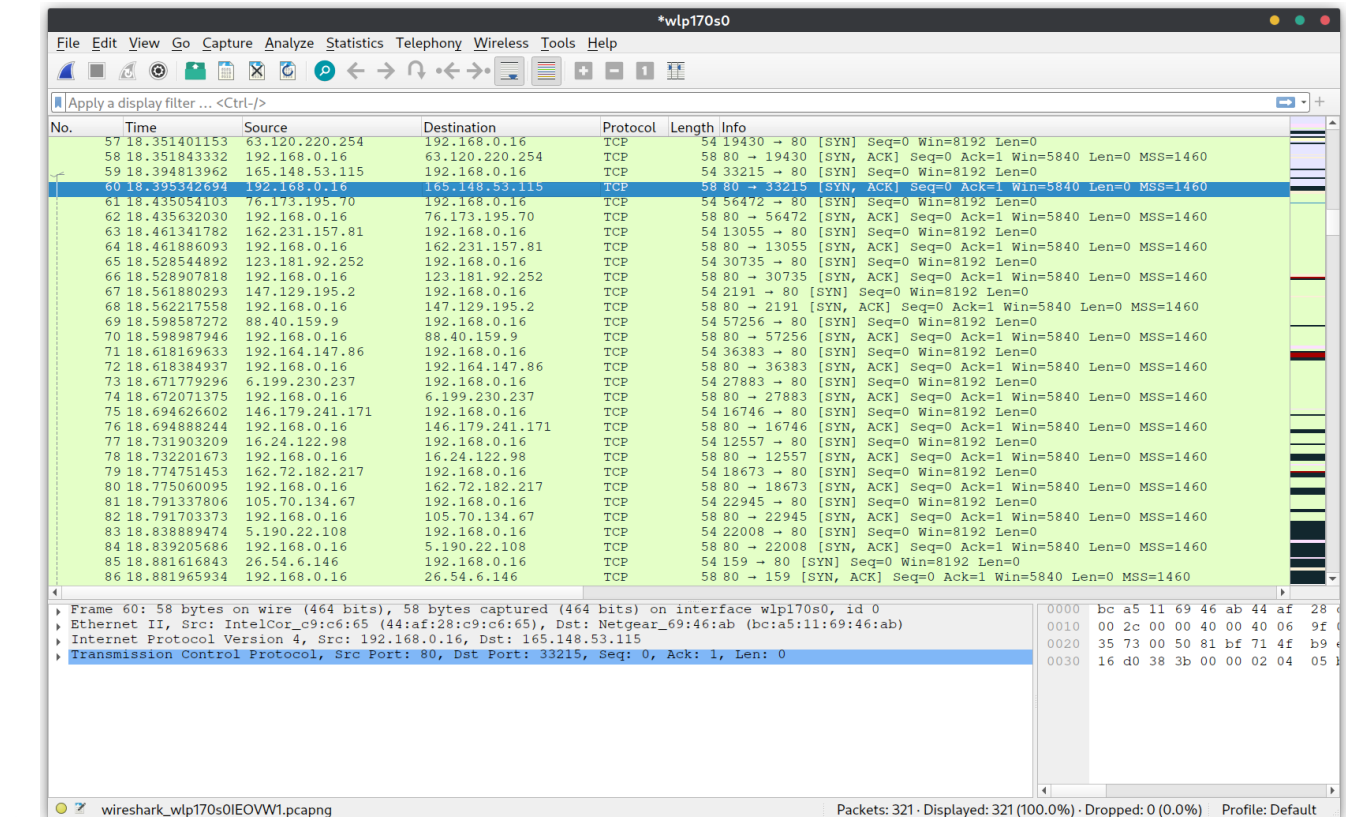 *wlp170s0
File Edit View Go Capture Analyze Statistics Telephony Wireless Tools Help
Apply a display filter … <Ctrl-/>
No. Time Source Destination Protocol Length Info
57 18.351401153 63.120.220.254 192.168.0.16 TCP 54 19430 → 80 [SYN] Seq=0 Win=8192 Len=0
58 18.351843332 192.168.0.16 63.120.220.254 TCP 58 80 → 19430 [SYN, ACK] Seq=0 Ack=1 Win=5840 Len=0 MSS=1460
59 18.394813962 165.148.53.115 192.168.0.16 TCP 54 33215 → 80 [SYN] Seq=0 Win=8192 Len=0
60 18.395342694 192.168.0.16 165.148.53.115 TCP 58 80 → 33215 [SYN, ACK] Seq=0 Ack=1 Win=5840 Len=0 MSS=1460
61 18.435054103 76.173.195.70 192.168.0.16 TCP 54 56472 → 80 [SYN] Seq=0 Win=8192 Len=0
62 18.435632030 192.168.0.16 76.173.195.70 TCP 58 80 → 56472 [SYN, ACK] Seq=0 Ack=1 Win=5840 Len=0 MSS=1460
63 18.461341782 162.231.157.81 192.168.0.16 TCP 54 13055 → 80 [SYN] Seq=0 Win=8192 Len=0
64 18.461886093 192.168.0.16 162.231.157.81 TCP 58 80 → 13055 [SYN, ACK] Seq=0 Ack=1 Win=5840 Len=0 MSS=1460
65 18.528544892 123.181.92.252 192.168.0.16 TCP 54 30735 → 80 [SYN] Seq=0 Win=8192 Len=0
66 18.528907818 192.168.0.16 123.181.92.252 TCP 58 80 → 30735 [SYN, ACK] Seq=0 Ack=1 Win=5840 Len=0 MSS=1460
67 18.561880293 147.129.195.2 192.168.0.16 TCP 54 2191 → 80 [SYN] Seq=0 Win=8192 Len=0
68 18.562217558 192.168.0.16 147.129.195.2 TCP 58 80 → 2191 [SYN, ACK] Seq=0 Ack=1 Win=5840 Len=0 MSS=1460
69 18.598587272 88.40.159.9 192.168.0.16 TCP 54 57256 → 80 [SYN] Seq=0 Win=8192 Len=0
70 18.598987946 192.168.0.16 88.40.159.9 TCP 58 80 → 57256 [SYN, ACK] Seq=0 Ack=1 Win=5840 Len=0 MSS=1460
71 18.618169633 192.164.147.86 192.168.0.16 TCP 54 36383 → 80 [SYN] Seq=0 Win=8192 Len=0
72 18.618384937 192.168.0.16 192.164.147.86 TCP 58 80 → 36383 [SYN, ACK] Seq=0 Ack=1 Win=5840 Len=0 MSS=1460
73 18.671779296 6.199.230.237 192.168.0.16 TCP 54 27883 → 80 [SYN] Seq=0 Win=8192 Len=0
74 18.672071375 192.168.0.16 6.199.230.237 TCP 58 80 → 27883 [SYN, ACK] Seq=0 Ack=1 Win=5840 Len=0 MSS=1460
75 18.694626602 146.179.241.171 192.168.0.16 TCP 54 16746 → 80 [SYN] Seq=0 Win=8192 Len=0
76 18.694888244 192.168.0.16 146.179.241.171 TCP 58 80 → 16746 [SYN, ACK] Seq=0 Ack=1 Win=5840 Len=0 MSS=1460
77 18.731903209 16.24.122.98 192.168.0.16 TCP 54 12557 → 80 [SYN] Seq=0 Win=8192 Len=0
78 18.732201673 192.168.0.16 16.24.122.98 TCP 58 80 → 12557 [SYN, ACK] Seq=0 Ack=1 Win=5840 Len=0 MSS=1460
79 18.774751453 162.72.182.217 192.168.0.16 TCP 54 18673 → 80 [SYN] Seq=0 Win=8192 Len=0
80 18.775060095 192.168.0.16 162.72.182.217 TCP 58 80 → 18673 [SYN, ACK] Seq=0 Ack=1 Win=5840 Len=0 MSS=1460
81 18.791337806 105.70.134.67 192.168.0.16 TCP 54 22945 → 80 [SYN] Seq=0 Win=8192 Len=0
82 18.791703373 192.168.0.16 105.70.134.67 TCP 58 80 → 22945 [SYN, ACK] Seq=0 Ack=1 Win=5840 Len=0 MSS=1460
83 18.838889474 5.190.22.108 192.168.0.16 TCP 54 22008 → 80 [SYN] Seq=0 Win=8192 Len=0
84 18.839205686 192.168.0.16 5.190.22.108 TCP 58 80 → 22008 [SYN, ACK] Seq=0 Ack=1 Win=5840 Len=0 MSS=1460
85 18.881616843 26.54.6.146 192.168.0.16 TCP 54 159 → 80 [SYN] Seq=0 Win=8192 Len=0
86 18.881965934 192.168.0.16 26.54.6.146 TCP 58 80 → 159 [SYN, ACK] Seq=0 Ack=1 Win=5840 Len=0 MSS=1460
Frame 60: 58 bytes on wire (464 bits), 58 bytes captured (464 bits) on interface wlp170s0, id 0
Ethernet II, Src: IntelCor_c9:c6:65 (44:af:28:c9:c6:65), Dst: Netgear_69:46:ab (bc:a5:11:69:46:ab)
Internet Protocol Version 4, Src: 192.168.0.16, Dst: 165.148.53.115
Transmission Control Protocol, Src Port: 80, Dst Port: 33215, Seq: 0, Ack: 1, Len: 0
0000 bc a5 11 69 46 ab 44 af 28
0010 00 2c 00 00 40 00 40 06 9f
0020 35 73 00 50 81 bf 71 4f b9
0030 16 d0 38 3b 00 00 02 04 05
wireshark_wlp170s0IEOVW1.pcapng
Packets: 321 · Displayed: 321 (100.0%) · Dropped: 0 (0.0%) Profile: Default